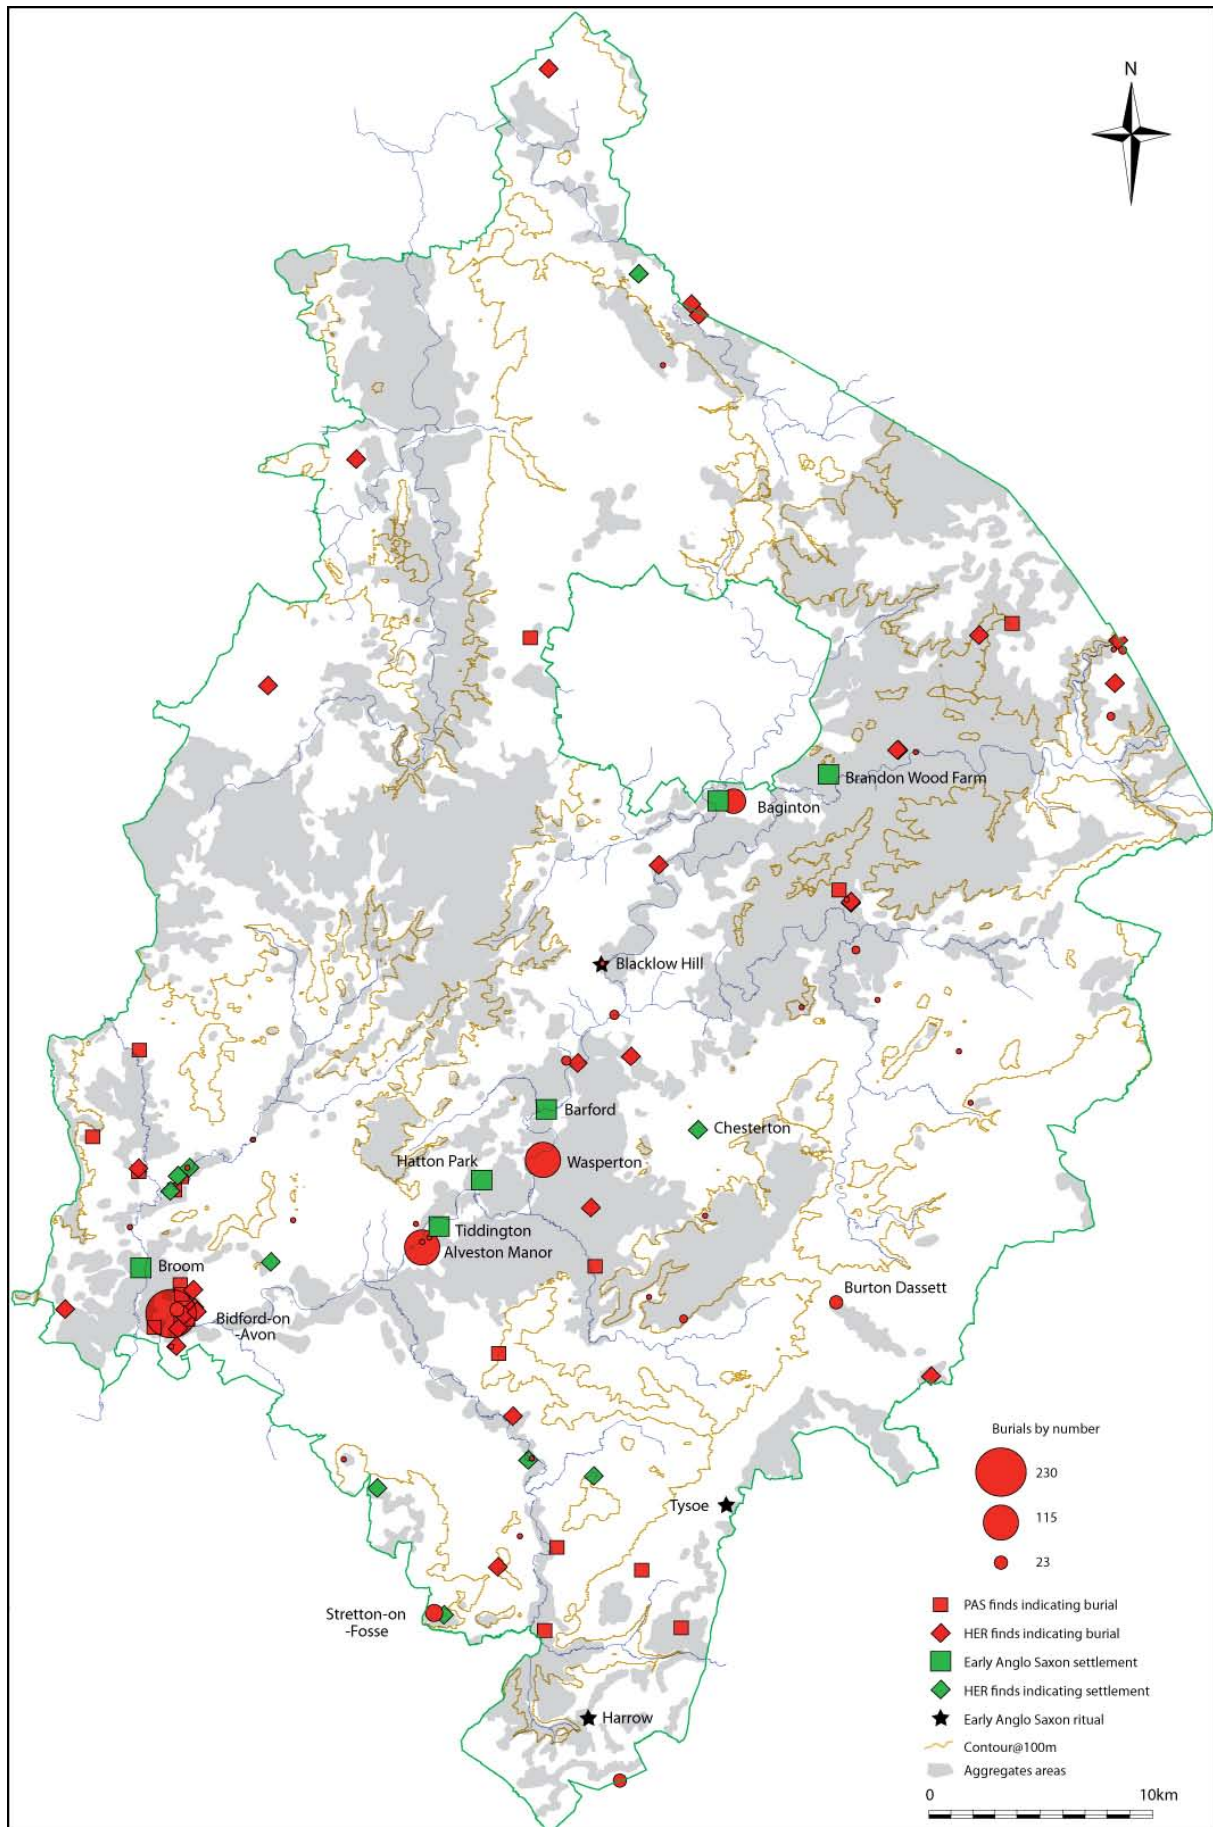 N
Brandon Wood Farm
Baginton
Blacklow Hill
Barford
Chesterton
Hatton Park
Wasperton
Tiddington
Alveston Manor
Broom
Bidford-on
-Avon
Burton Dassett
Tysoe
Stretton-on
-Fosse
Harrow
Burials by number
230
115
23
PAS finds indicating burial
HER finds indicating burial
Early Anglo Saxon settlement
HER finds indicating settlement
Early Anglo Saxon ritual
Contour@100m
Aggregates areas
0 10km